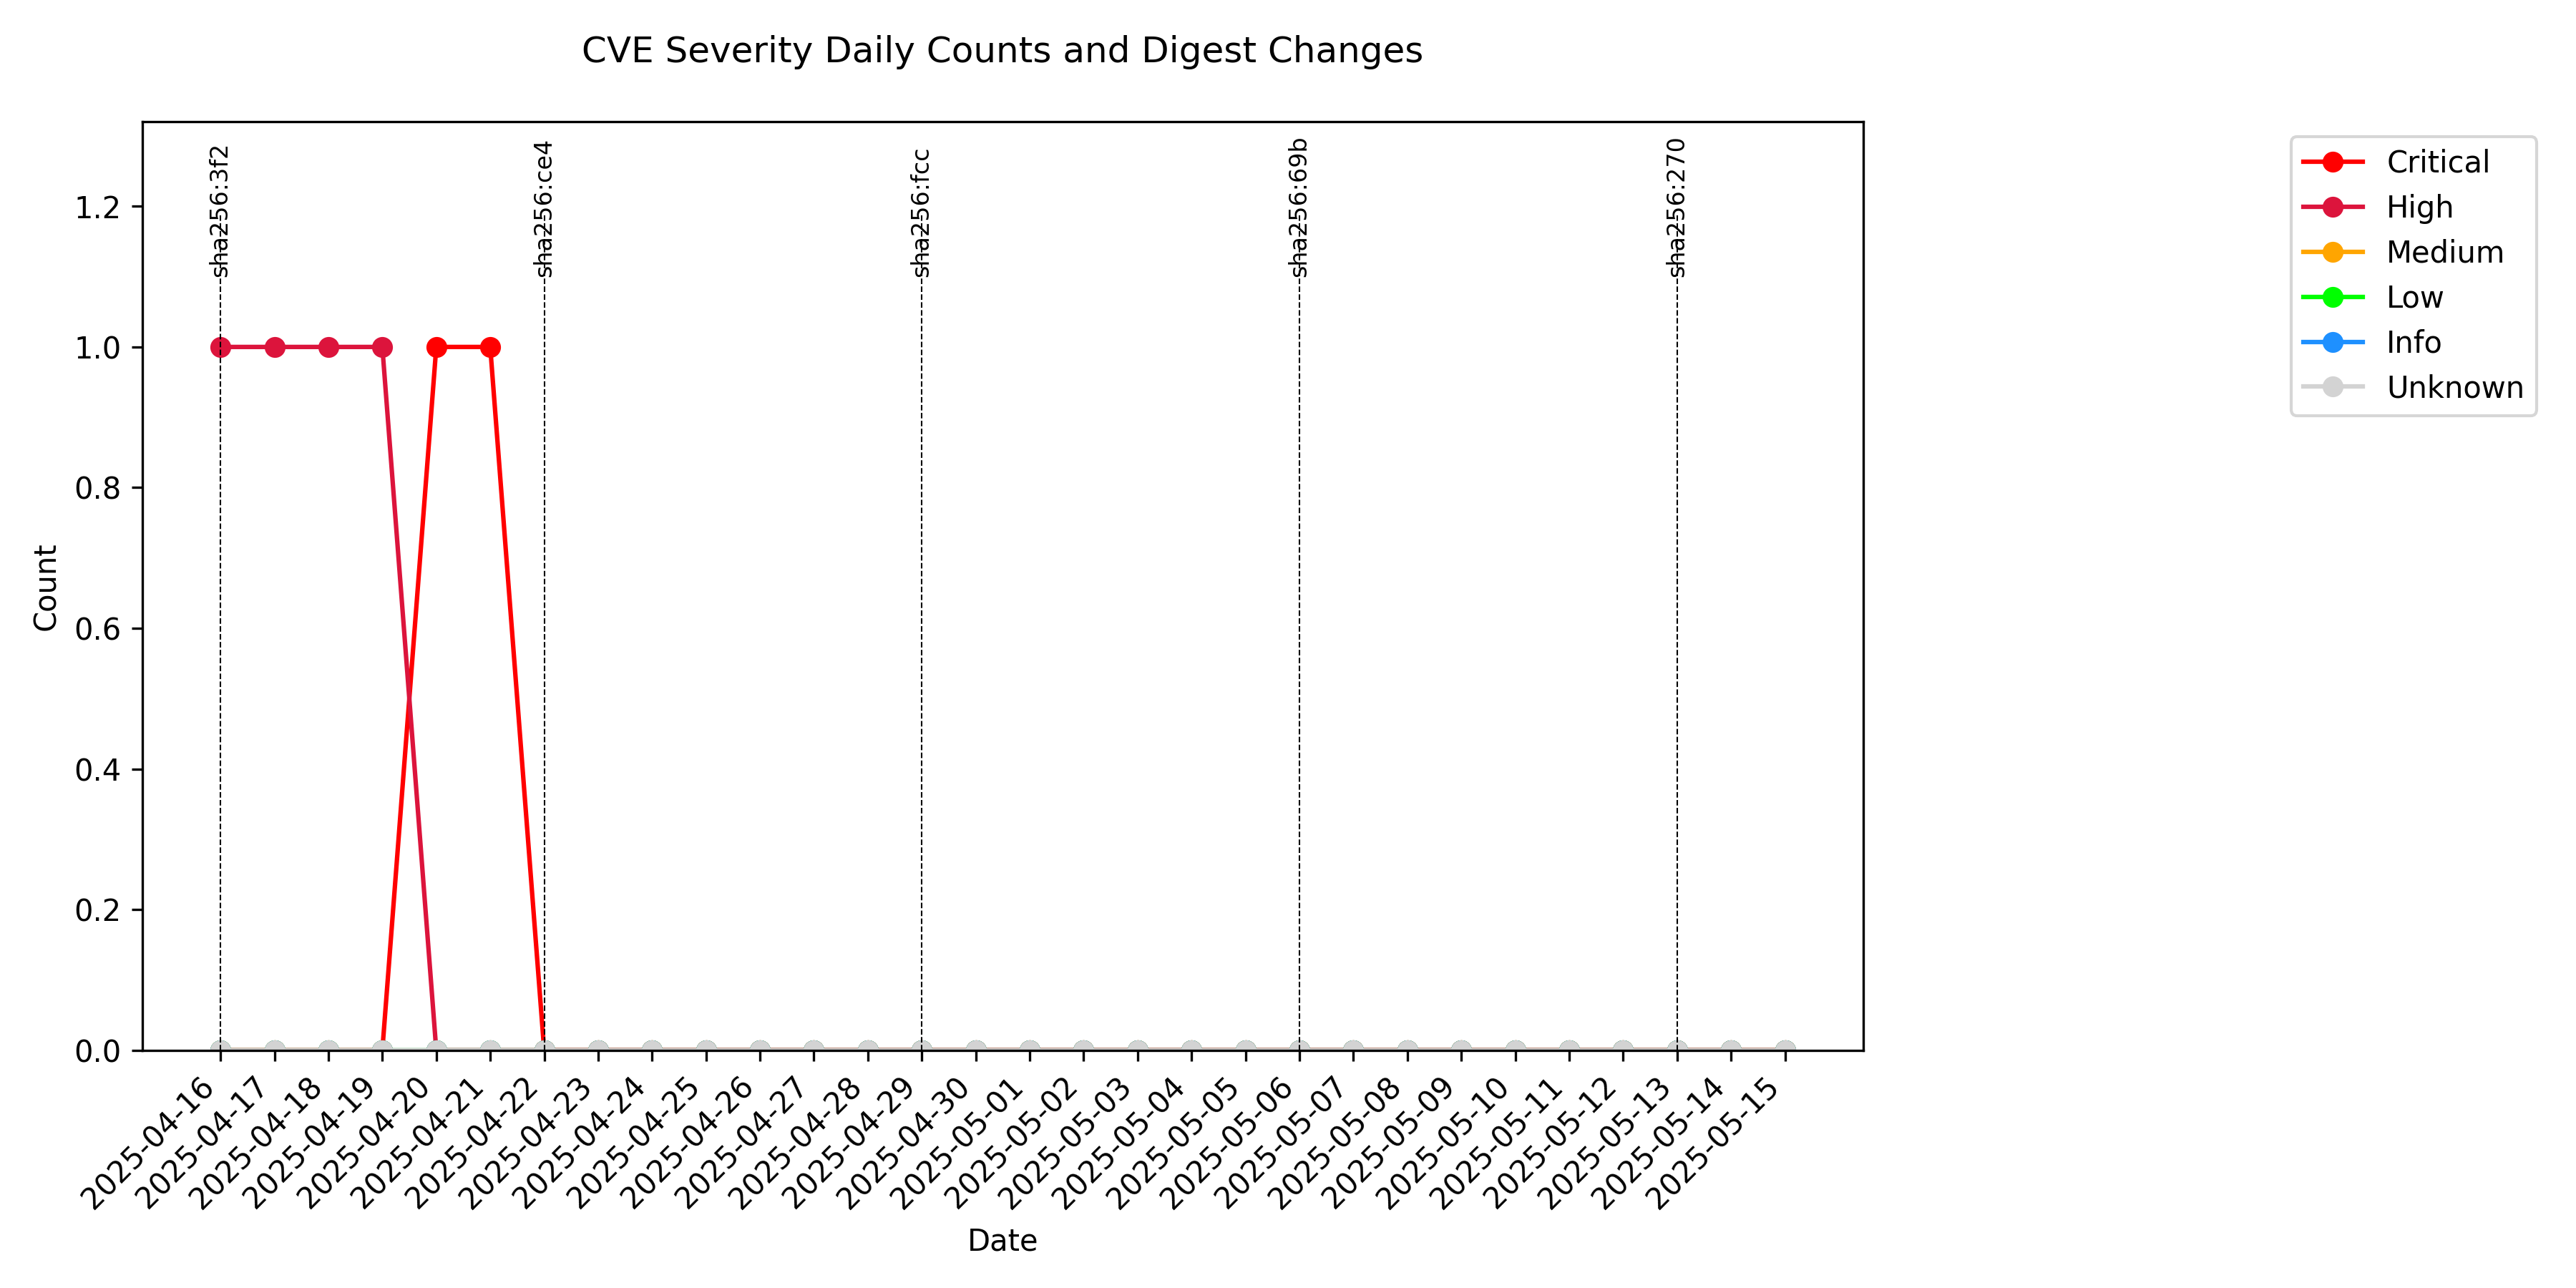 CVE Severity Daily Counts and Digest Changes
sha256:3f2
sha256:ce4
sha256:fcc
sha256:69b
sha256:270
Critical
High
Medium
Low
Info
Unknown
Count
1.2
1.0
0.8
0.6
0.4
0.2
0.0
2025-04-16
2025-04-17
2025-04-18
2025-04-19
2025-04-20
2025-04-21
2025-04-22
2025-04-23
2025-04-24
2025-04-25
2025-04-26
2025-04-27
2025-04-28
2025-04-29
2025-04-30
2025-05-01
2025-05-02
2025-05-03
2025-05-04
2025-05-05
2025-05-06
2025-05-07
2025-05-08
2025-05-09
2025-05-10
2025-05-11
2025-05-12
2025-05-13
2025-05-14
2025-05-15
Date